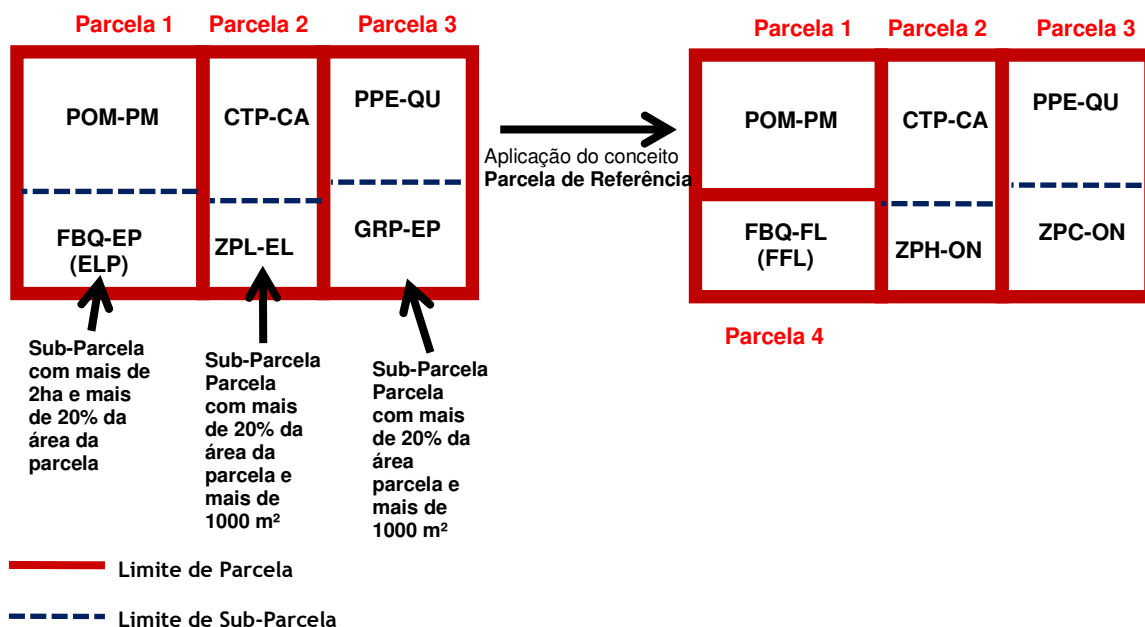 Parcela 1 Parcela 2 Parcela 3
POM-PM
CTP-CA
PPE-QU
FBQ-EP
(ELP)
ZPL-EL
GRP-EP
Sub-Parcela
com mais de
2ha e mais
de 20% da
área da
parcela
Sub-Parcela
Parcela
com mais
de 20% da
área da
parcela e
mais de
1000 m²
Sub-Parcela
Parcela
com mais
de 20% da
área
parcela e
mais de
1000 m²
Aplicação do conceito
Parcela de Referência
Parcela 1 Parcela 2 Parcela 3
POM-PM
CTP-CA
PPE-QU
FBQ-FL
(FFL)
ZPH-ON
ZPC-ON
Parcela 4
Limite de Parcela
Limite de Sub-Parcela